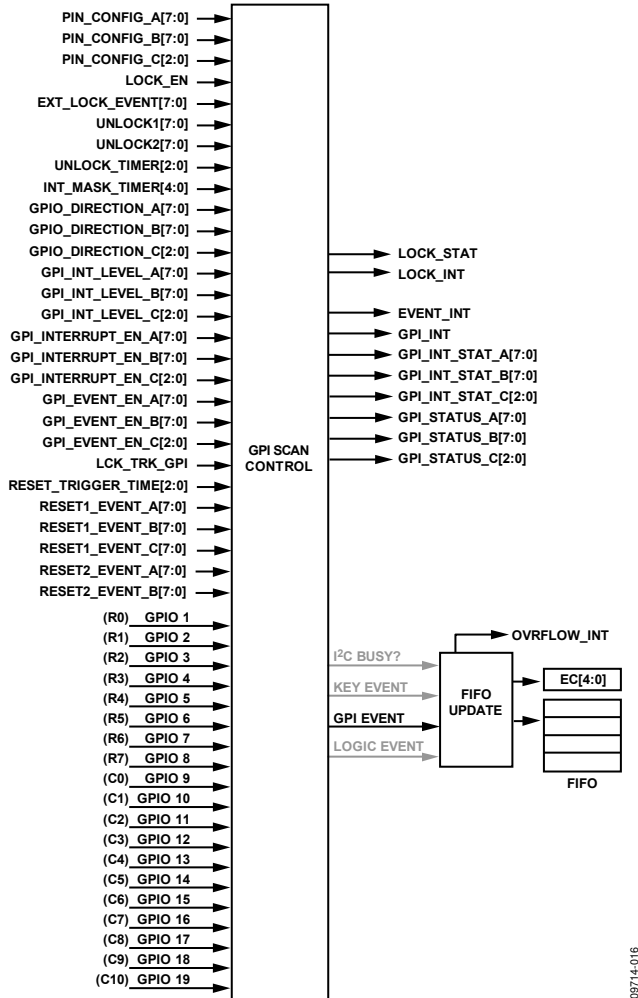 PIN_CONFIG_A[7:0]
PIN_CONFIG_B[7:0]
PIN_CONFIG_C[2:0]
LOCK_EN
EXT_LOCK_EVENT[7:0]
UNLOCK1[7:0]
UNLOCK2[7:0]
UNLOCK_TIMER[2:0]
INT_MASK_TIMER[4:0]
GPIO_DIRECTION_A[7:0]
GPIO_DIRECTION_B[7:0]
GPIO_DIRECTION_C[2:0]
GPI_INT_LEVEL_A[7:0]
GPI_INT_LEVEL_B[7:0]
GPI_INT_LEVEL_C[2:0]
GPI_INTERRUPT_EN_A[7:0]
GPI_INTERRUPT_EN_B[7:0]
GPI_INTERRUPT_EN_C[2:0]
GPI_EVENT_EN_A[7:0]
GPI_EVENT_EN_B[7:0]
GPI_EVENT_EN_C[2:0]
LCK_TRK_GPI
RESET_TRIGGER_TIME[2:0]
RESET1_EVENT_A[7:0]
RESET1_EVENT_B[7:0]
RESET1_EVENT_C[7:0]
RESET2_EVENT_A[7:0]
RESET2_EVENT_B[7:0]
(R0) GPIO 1
(R1) GPIO 2
(R2) GPIO 3
(R3) GPIO 4
(R4) GPIO 5
(R5) GPIO 6
(R6) GPIO 7
(R7) GPIO 8
(C0) GPIO 9
(C1) GPIO 10
(C2) GPIO 11
(C3) GPIO 12
(C4) GPIO 13
(C5) GPIO 14
(C6) GPIO 15
(C7) GPIO 16
(C8) GPIO 17
(C9) GPIO 18
(C10) GPIO 19
GPI SCAN
CONTROL
LOCK_STAT
LOCK_INT
EVENT_INT
GPI_INT
GPI_INT_STAT_A[7:0]
GPI_INT_STAT_B[7:0]
GPI_INT_STAT_C[2:0]
GPI_STATUS_A[7:0]
GPI_STATUS_B[7:0]
GPI_STATUS_C[2:0]
I2C BUSY?
KEY EVENT
GPI EVENT
LOGIC EVENT
FIFO
UPDATE
OVRFLOW_INT
EC[4:0]
FIFO
09714-016